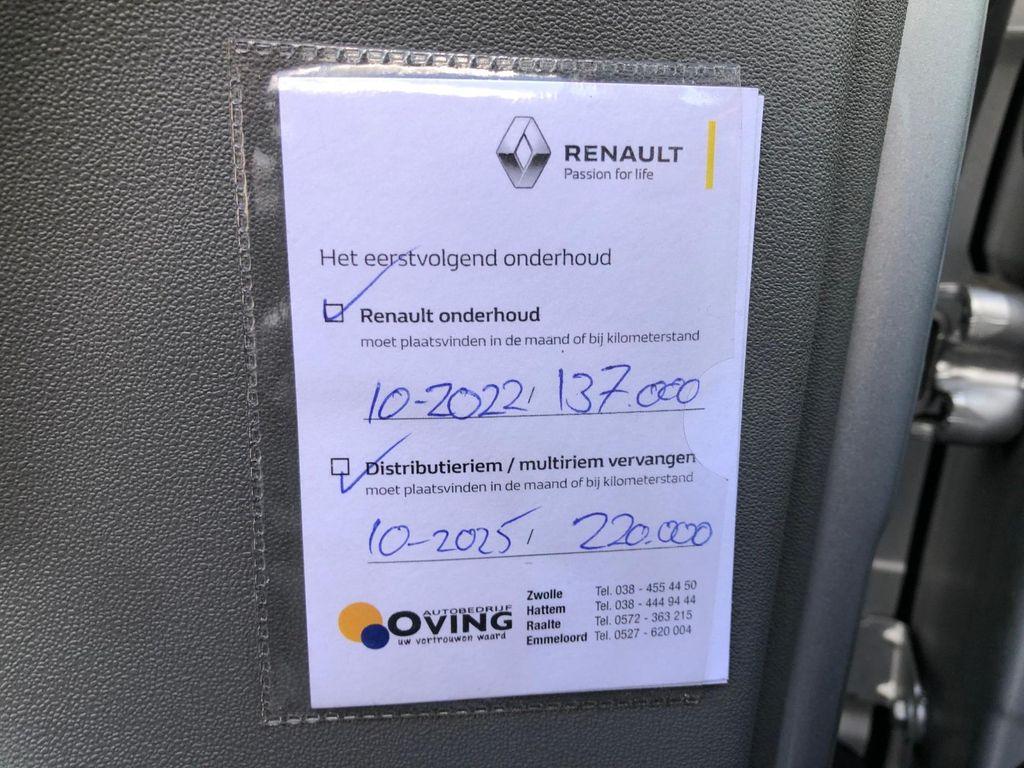 RENAULT
Passion for life
Het eerstvolgend onderhoud
Renault onderhoud
moet plaatsvinden in de maand of bij kilometerstand
10-2022, 137.000
Distributieriem / multiriem vervangen
moet plaatsvinden in de maand of bij kilometerstand
10-2025, 220.000
AUTOBEDRIJF
OVING
uw vertrouwen waard
Zwolle Tel. 038 - 455 44 50
Hattem Tel. 038 - 444 94 44
Raalte Tel. 0572 - 363 215
Emmeloord Tel. 0527 - 620 004